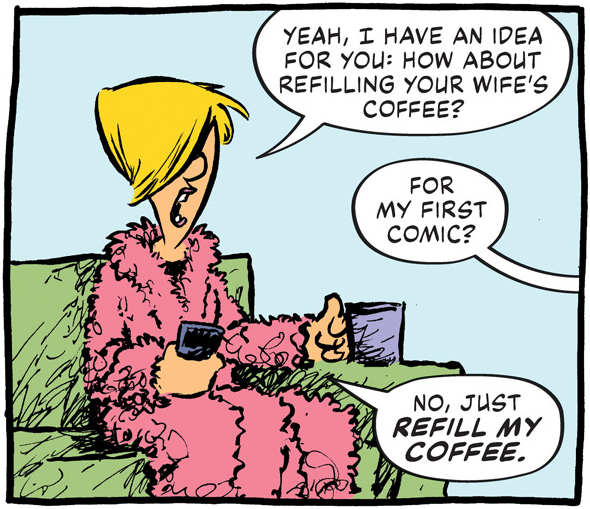 YEAH, I HAVE AN IDEA
FOR YOU: HOW ABOUT
REFILLING YOUR WIFE'S
COFFEE?
FOR
MY FIRST
COMIC?
NO, JUST
REFILL MY
COFFEE.